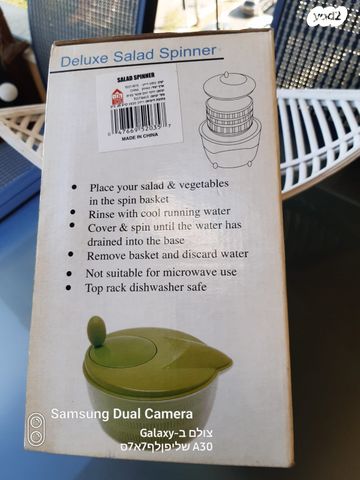 yad2
Deluxe Salad Spinner
SALAD SPINNER
MADE IN CHINA
• Place your salad & vegetables
in the spin basket
• Rinse with cool running water
• Cover & spin until the water has
drained into the base
• Remove basket and discard water
• Not suitable for microwave use
• Top rack dishwasher safe
Samsung Dual Camera
צולם ב-Galaxy
A30 שליפולף7א7ס